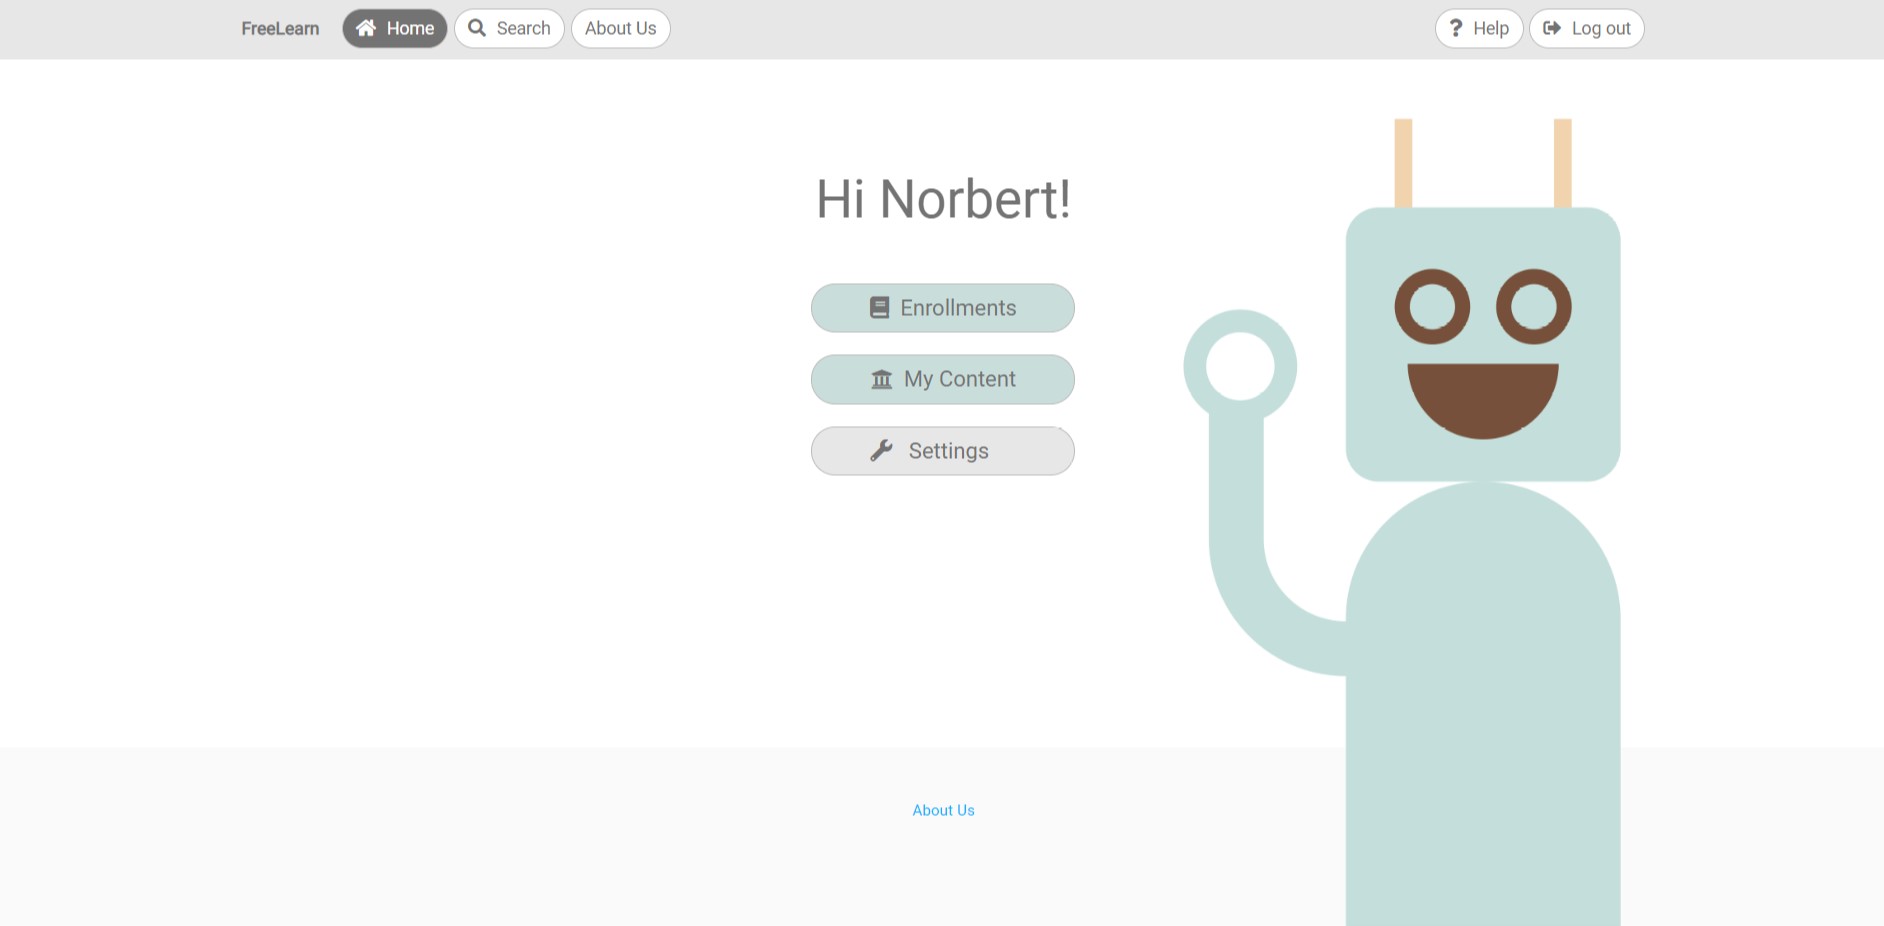 FreeLearn
Home
Search
About Us
Help
Log out
Hi Norbert!
Enrollments
My Content
Settings
About Us